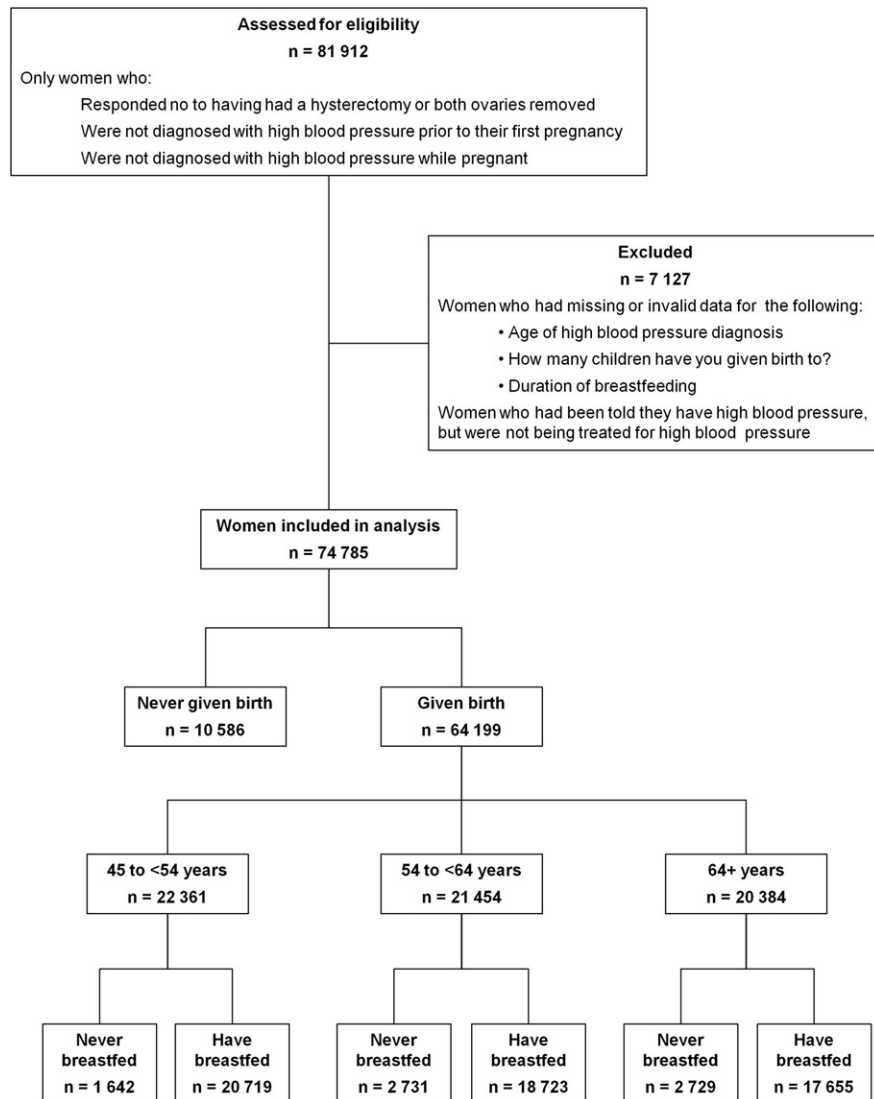 Assessed for eligibility
n = 81 912
Only women who:
Responded no to having had a hysterectomy or both ovaries removed
Were not diagnosed with high blood pressure prior to their first pregnancy
Were not diagnosed with high blood pressure while pregnant
Excluded
n = 7 127
Women who had missing or invalid data for the following:
• Age of high blood pressure diagnosis
• How many children have you given birth to?
• Duration of breastfeeding
Women who had been told they have high blood pressure,
but were not being treated for high blood pressure
Women included in analysis
n = 74 785
Never given birth
n = 10 586
Given birth
n = 64 199
45 to <54 years
n = 22 361
54 to <64 years
n = 21 454
64+ years
n = 20 384
Never
breastfed
n = 1 642
Have
breastfed
n = 20 719
Never
breastfed
n = 2 731
Have
breastfed
n = 18 723
Never
breastfed
n = 2 729
Have
breastfed
n = 17 655